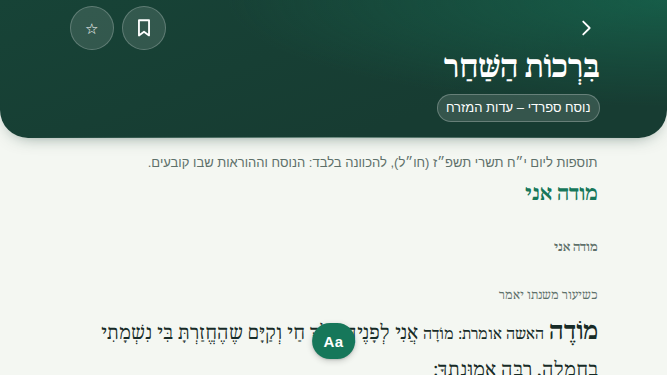 בִּרְכוֹת הַשַּׁחַר
נוסח ספרדי – עדות המזרח
תוספות ליום י״ח תשרי תשפ״ז (חו״ל), להכוונה בלבד: הנוסח וההוראות שבו קובעים.
מודה אני
מודה אני
כשיעור משנתו יאמר
מוֹדֶה האשה אומרת: מוֹדָה אֲנִי לְפָנֶיךָ חַי וְקַיָּם שֶׁהֶחֱזַרְתָּ בִּי נִשְׁמָתִי
Aa
בְחֶמְלָה. רַבָּה אֱמוּנָתֶךָ: